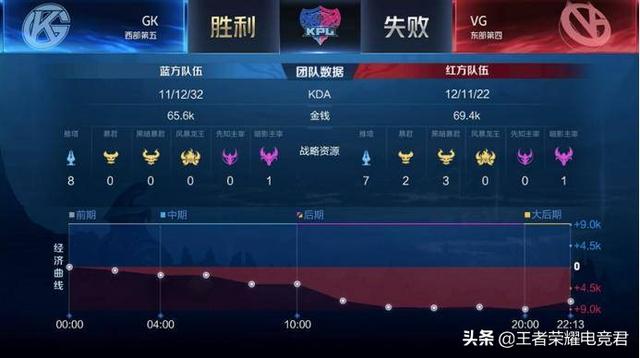 GK
西部第五
胜利
KPL
失败
VG
东部第四
蓝方队伍
团队数据
红方队伍
11/12/32
KDA
12/11/22
65.6k
金钱
69.4k
推塔 暴君 黑暗暴君 风暴龙王 先知主宰 暗影主宰
战略资源
推塔 暴君 黑暗暴君 风暴龙王 先知主宰 暗影主宰
8 0 0 0 0 1
7 2 3 0 0 1
前期 中期 后期 大后期
经济曲线
+9.0k
+4.5k
0
+4.5k
+9.0k
00:00 04:00 10:00 20:00 22:13
头条 @王者荣耀电竞君